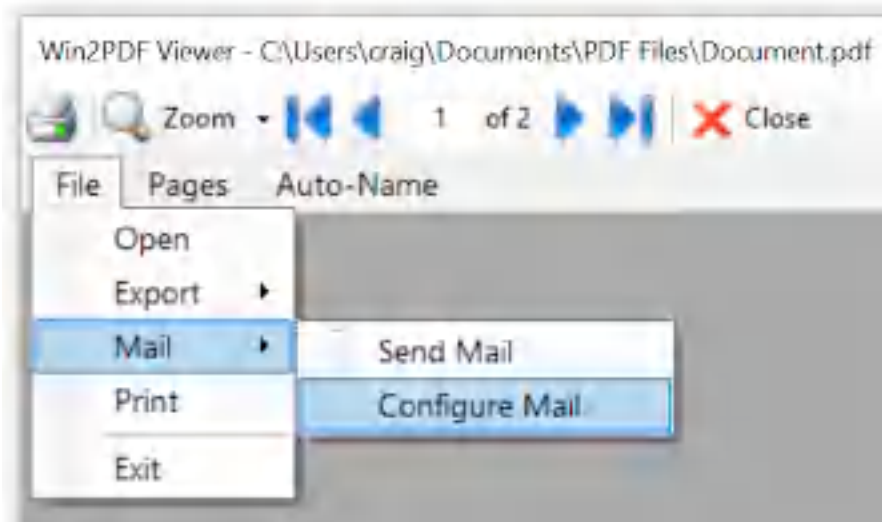 Win2PDF Viewer - C:\Users\craig\Documents\PDF Files\Document.pdf
Zoom 1 of 2 Close
File Pages Auto-Name
Open
Export
Mail Send Mail
Print Configure Mail
Exit